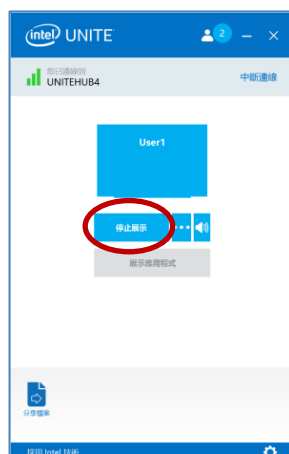 intel UNITE 2
即已連線到
UNITEHUB4 中斷連線
User1
停止展示
展示應用程式
分享檔案
採用 Intel 技術